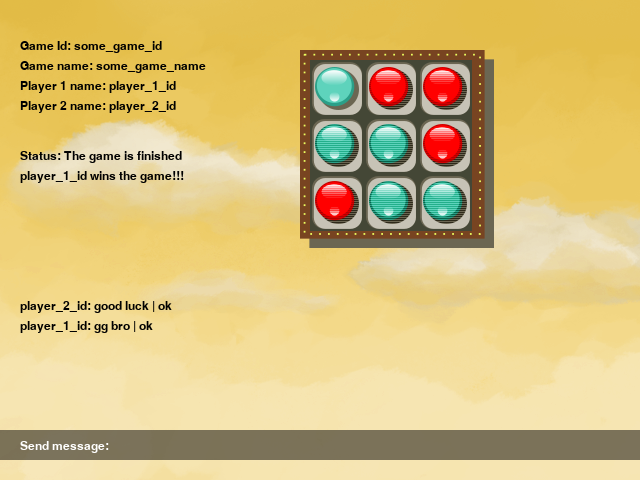 Game Id: some_game_id
Game name: some_game_name
Player 1 name: player_1_id
Player 2 name: player_2_id
Status: The game is finished
player_1_id wins the game!!!
player_2_id: good luck | ok
player_1_id: gg bro | ok
Send message: